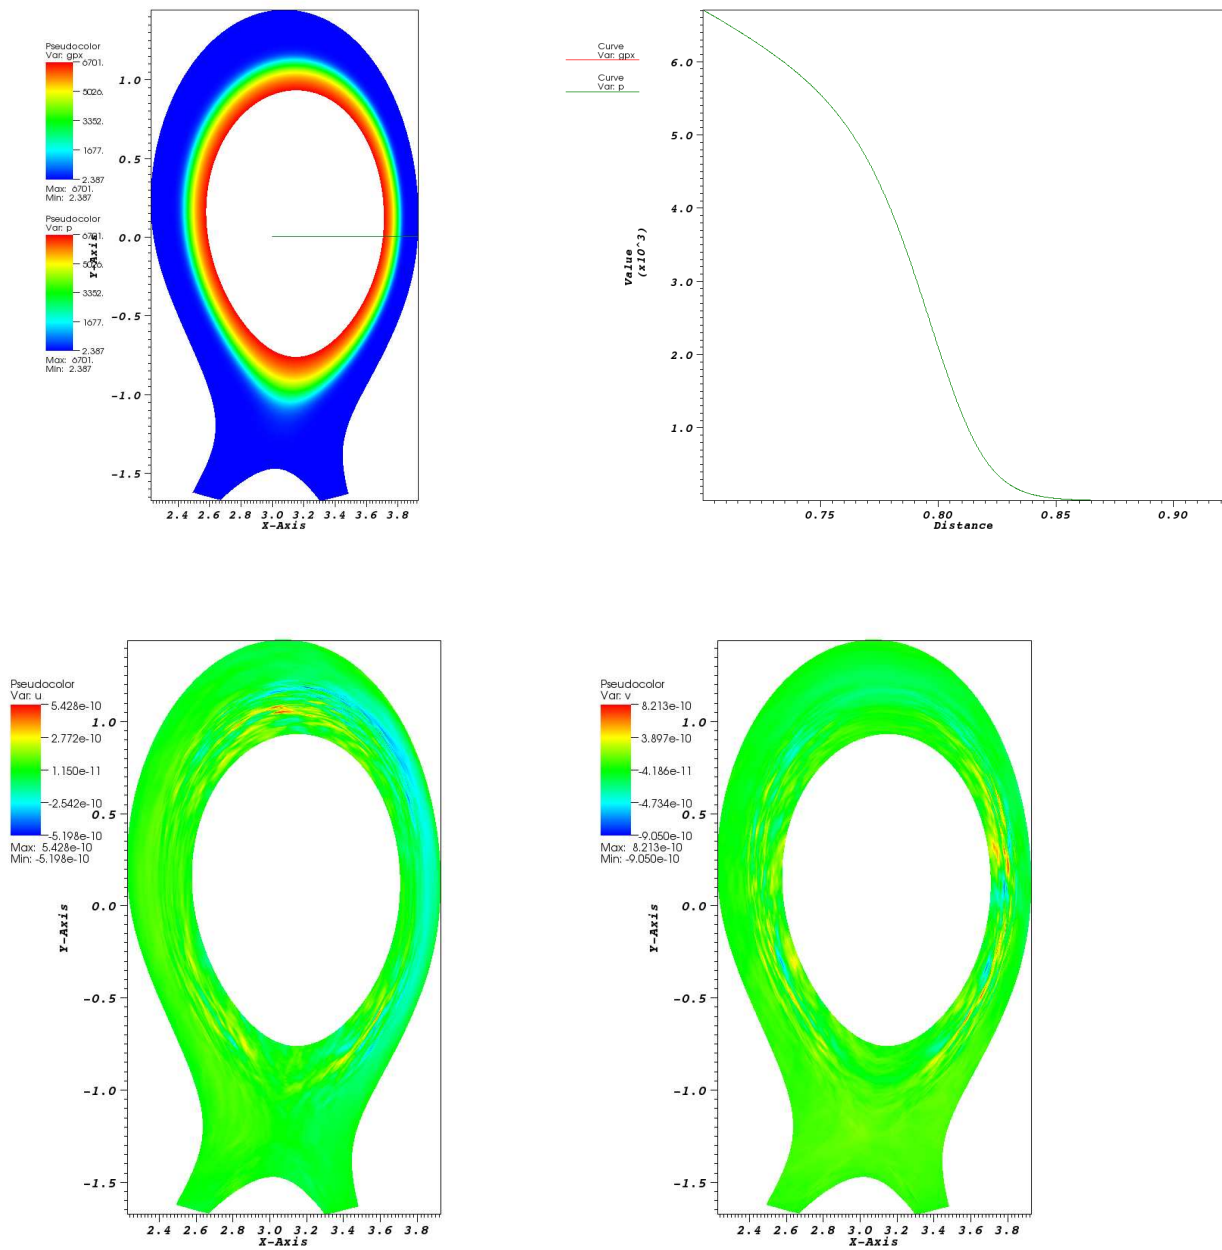 Pseudocolor
Var: gpx
6701.
5026.
3352.
1677.
2.387
Max: 6701.
Min: 2.387
Pseudocolor
Var: p
5026.
3352.
1677.
2.387
Max: 6701.
Min: 2.387
Y-Axis
1.0
0.5
0.0
-0.5
-1.0
-1.5
2.4 2.6 2.8 3.0 3.2 3.4 3.6 3.8
X-Axis
Curve
Var: gpx
Curve
Var: p
Value
(x10^3)
6.0
5.0
4.0
3.0
2.0
1.0
0.75 0.80 0.85 0.90
Distance
Pseudocolor
Var: u
5.428e-10
2.772e-10
1.150e-11
-2.542e-10
-5.198e-10
Max: 5.428e-10
Min: -5.198e-10
Y-Axis
1.0
0.5
0.0
-0.5
-1.0
-1.5
2.4 2.6 2.8 3.0 3.2 3.4 3.6 3.8
X-Axis
Pseudocolor
Var: v
8.213e-10
3.897e-10
-4.186e-11
-4.734e-10
-9.050e-10
Max: 8.213e-10
Min: -9.050e-10
Y-Axis
1.0
0.5
0.0
-0.5
-1.0
-1.5
2.4 2.6 2.8 3.0 3.2 3.4 3.6 3.8
X-Axis